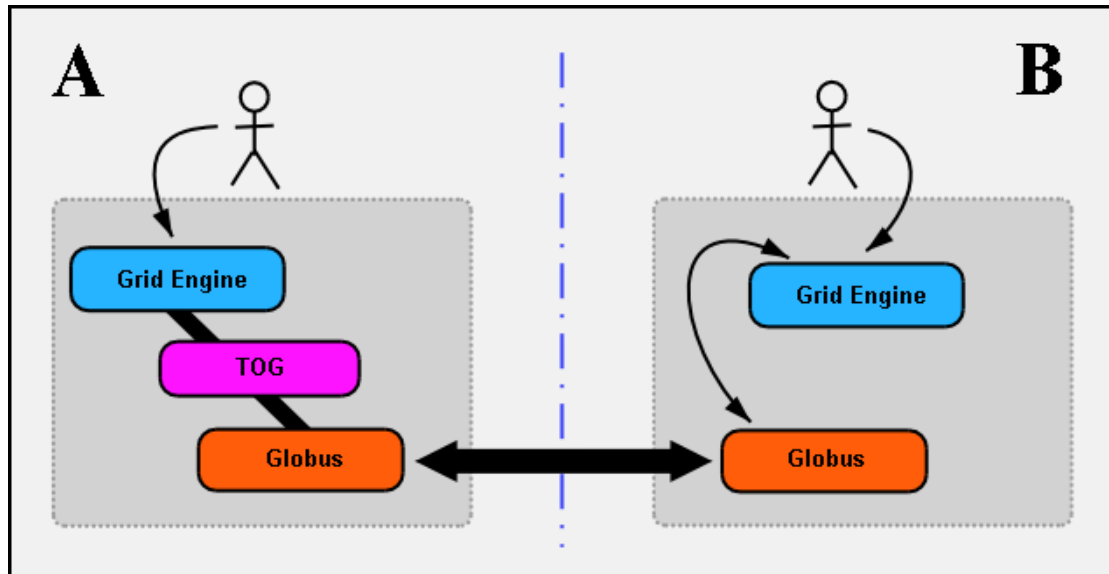 A
B
Grid Engine
Grid Engine
TOG
Globus
Globus